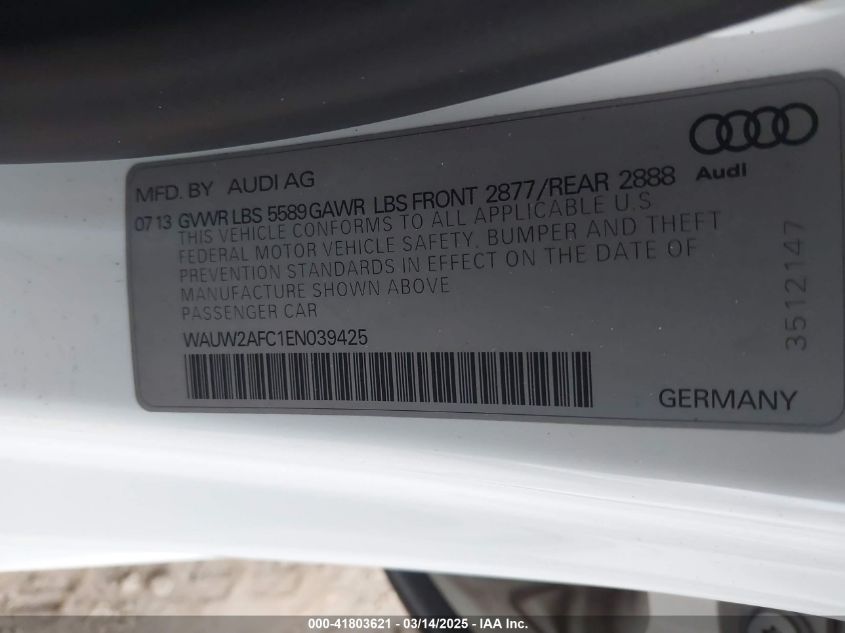 MFD. BY AUDI AG
Audi
07 13 GVWR LBS 5589 GAWR LBS FRONT 2877/REAR 2888
THIS VEHICLE CONFORMS TO ALL APPLICABLE U.S
FEDERAL MOTOR VEHICLE SAFETY, BUMPER AND THEFT
PREVENTION STANDARDS IN EFFECT ON THE DATE OF
MANUFACTURE SHOWN ABOVE
PASSENGER CAR
WAUW2AFC1EN039425
3512147
GERMANY
000-41803621 - 03/14/2025 - IAA Inc.